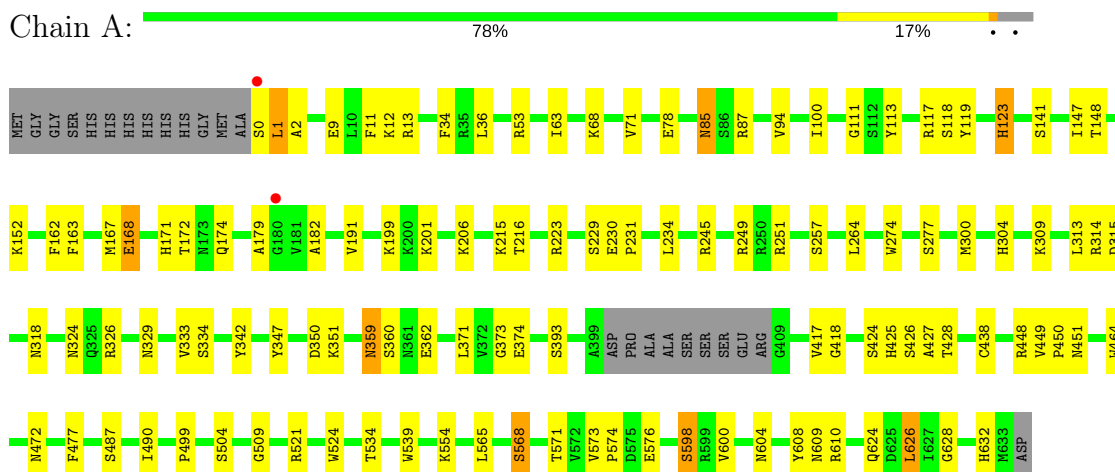 Chain A:
78% 17% • •
MET GLY GLY SER HIS HIS HIS HIS HIS HIS GLY MET ALA S0 L1 A2 E9 L10 F11 K12 R13 F34 R35 L36 R53 I63 K68 V71 E78 N85 S86 R87 V94 I100 G111 S112 Y113 R117 S118 Y119 H123 S141 I147 T148
K152 F162 F163 M167 E168 H171 T172 N173 Q174 A179 G180 V181 A182 V191 K199 K200 K201 K206 K215 T216 R223 S229 E230 P231 L234 R245 R249 R250 R251 S257 L264 W274 S277 M300 H304 K309 L313 R314
N318 N324 Q325 R326 N329 V333 S334 Y342 Y347 D350 K351 N359 S360 N361 E362 L371 V372 G373 E374 S393 A399 ASP PRO ALA ALA SER SER SER GLU ARG G409 V417 G418 S424 H425 S426 A427 T428 C438 R448 V449 P450 N451
N472 F477 S487 I490 P499 S504 G509 R521 W524 T534 W539 K554 L565 S568 T571 V572 V573 P574 D575 E576 S598 R599 V600 N604 Y608 N609 R610 Q624 D625 L626 I627 G628 H632 M633 ASP